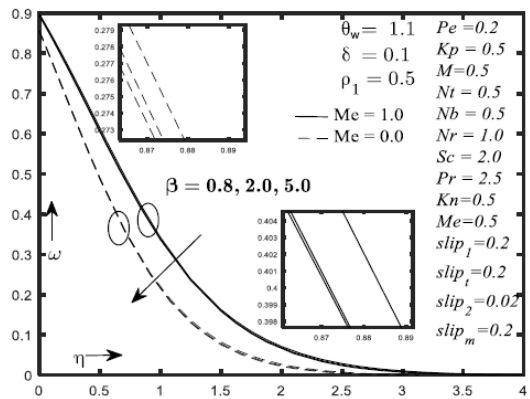 0.9
0.8
0.7
0.6
0.5
0.4
0.3
0.2
0.1
0
ω
0.279
0.278
0.277
0.276
0.275
0.274
0.273
0.87 0.88 0.89
θw= 1.1
δ = 0.1
ρ1 = 0.5
Me = 1.0
Me = 0.0
β = 0.8, 2.0, 5.0
0.404
0.403
0.402
0.401
0.4
0.399
0.398
0.87 0.88 0.89
Pe=0.2
Kp = 0.5
M=0.5
Nt = 0.5
Nb = 0.5
Nr = 1.0
Sc = 2.0
Pr = 2.5
Kn=0.5
Me=0.5
slip1=0.2
slipt=0.2
slip2=0.02
slipm=0.2
η
0 0.5 1 1.5 2 2.5 3 3.5 4